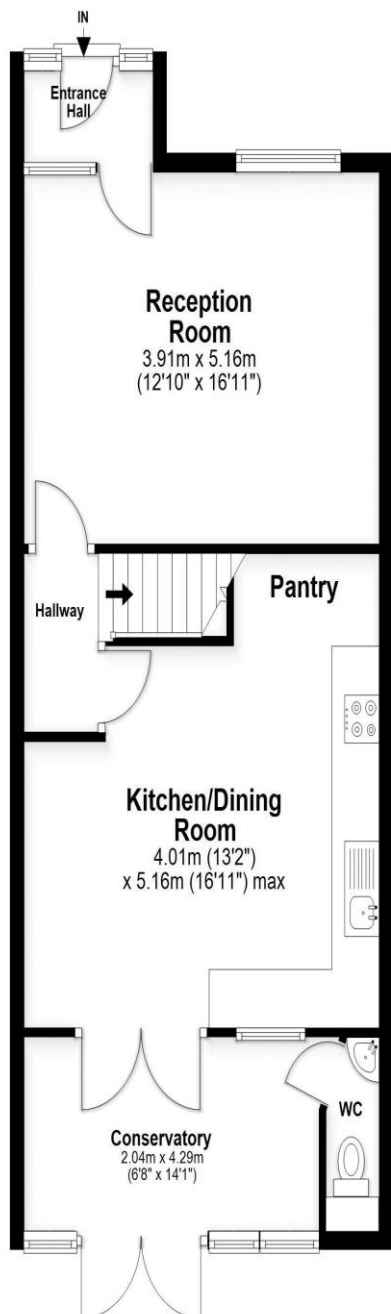 IN
Entrance
Hall
Reception
Room
3.91m x 5.16m
(12'10" x 16'11")
Hallway
Pantry
Kitchen/Dining
Room
4.01m (13'2")
x 5.16m (16'11") max
WC
Conservatory
2.04m x 4.29m
(6'8" x 14'1")